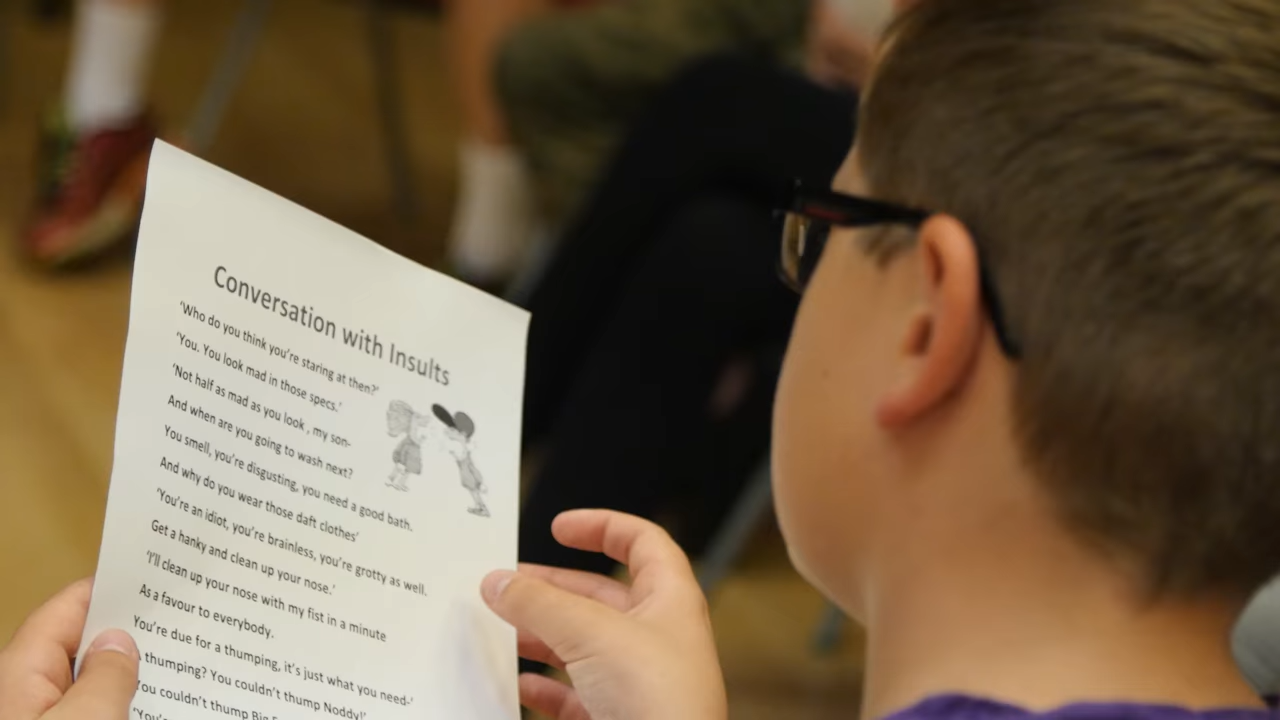 Conversation with Insults
'Who do you think you're staring at then?'
'You. You look mad in those specs.'
'Not half as mad as you look , my son-
And when are you going to wash next?
You smell, you're disgusting, you need a good bath.
And why do you wear those daft clothes'
'You're an idiot, you're brainless, you're grotty as well.
Get a hanky and clean up your nose.'
'I'll clean up your nose with my fist in a minute
As a favour to everybody.
You're due for a thumping, it's just what you need-'
thumping? You couldn't thump Noddy!'
You couldn't thump Big
'You's